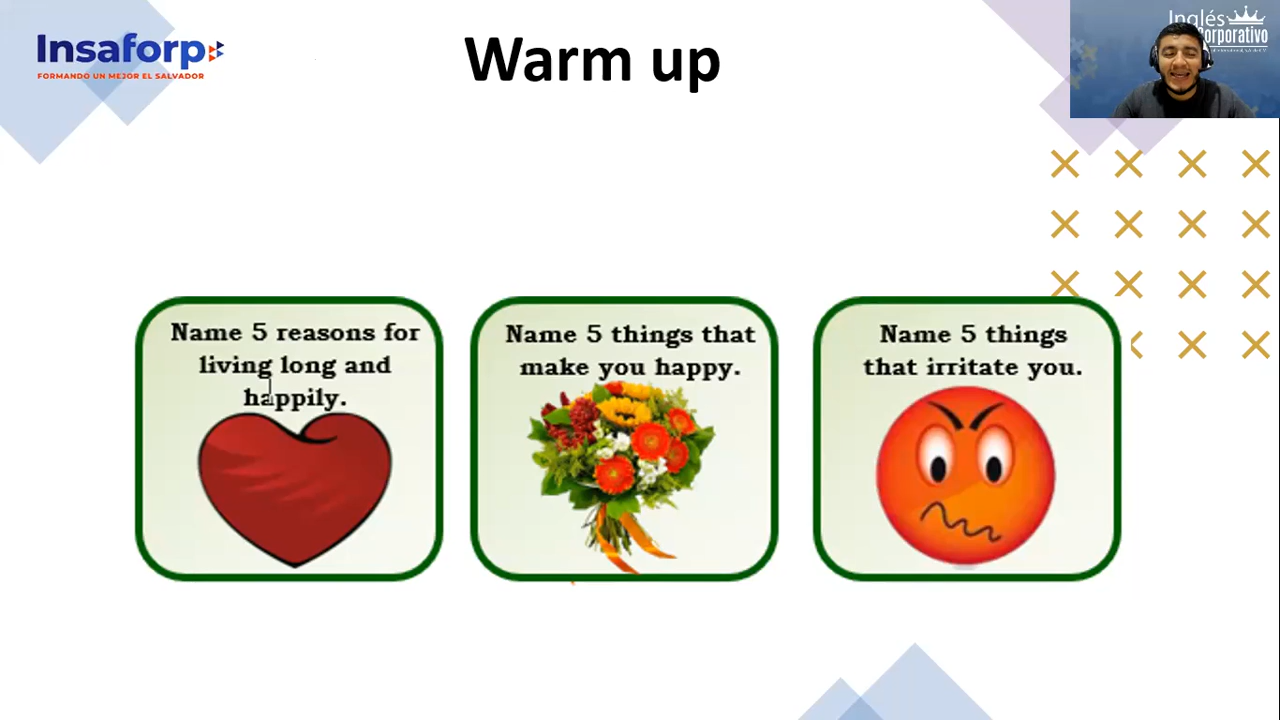 Insaforp
FORMANDO UN MEJOR EL SALVADOR
Warm up
Inglés
corporativo
Name 5 reasons for
living long and
happily.
Name 5 things that
make you happy.
Name 5 things
that irritate you.